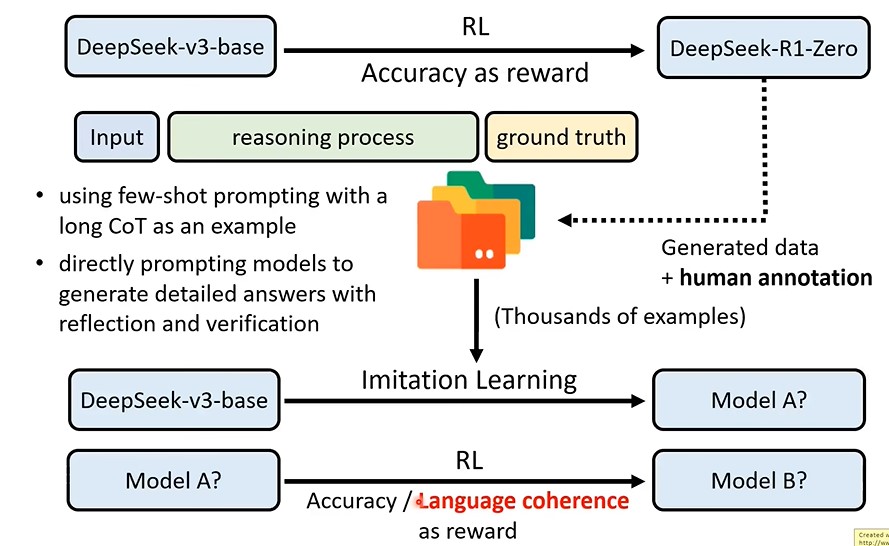 DeepSeek-v3-base
RL
Accuracy as reward
DeepSeek-R1-Zero
Input
reasoning process
ground truth
• using few-shot prompting with a
long CoT as an example
• directly prompting models to
generate detailed answers with
reflection and verification
Generated data
+ human annotation
(Thousands of examples)
DeepSeek-v3-base
Imitation Learning
Model A?
Model A?
RL
Accuracy / Language coherence
as reward
Model B?
Created
http://w